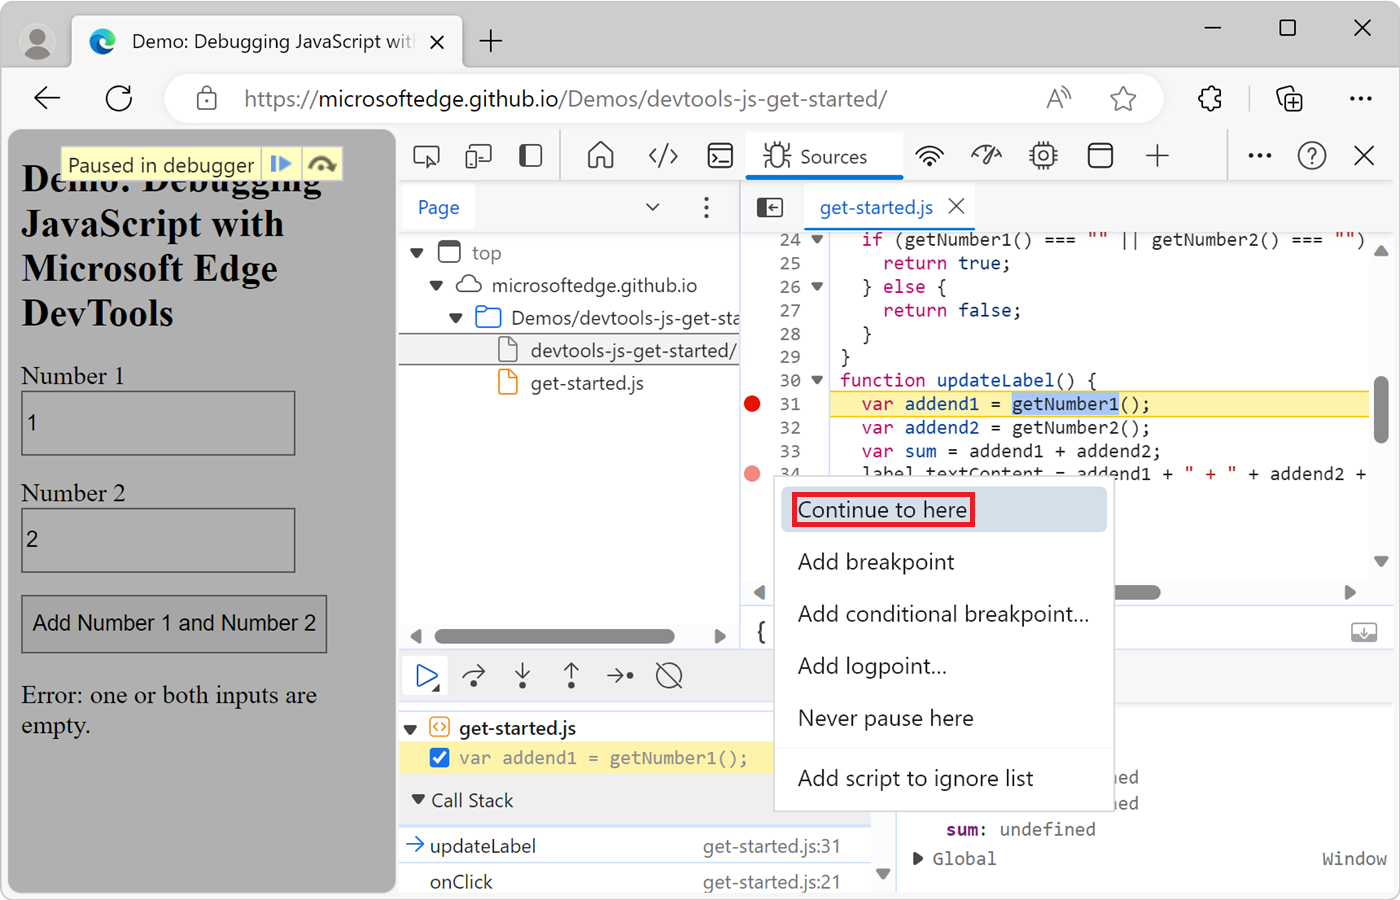 Demo: Debugging JavaScript wit
https://microsoftedge.github.io/Demos/devtools-js-get-started/
Paused in debugger
Demo: Debugging
JavaScript with
Microsoft Edge
DevTools
Number 1
1
Number 2
2
Add Number 1 and Number 2
Error: one or both inputs are
empty.
Sources
Page
top
microsoftedge.github.io
Demos/devtools-js-get-sta
devtools-js-get-started/
get-started.js
get-started.js
24 if (getNumber1() === "" || getNumber2() === "")
25 return true;
26 } else {
27 return false;
28 }
29 }
30 function updateLabel() {
31 var addend1 = getNumber1();
32 var addend2 = getNumber2();
33 var sum = addend1 + addend2;
34 label.textContent = addend1 + " + " + addend2 +
{
Continue to here
Add breakpoint
Add conditional breakpoint...
Add logpoint...
Never pause here
Add script to ignore list
get-started.js
var addend1 = getNumber1();
Call Stack
updateLabel get-started.js:31
onClick get-started.js:21
ned
ned
sum: undefined
Global Window